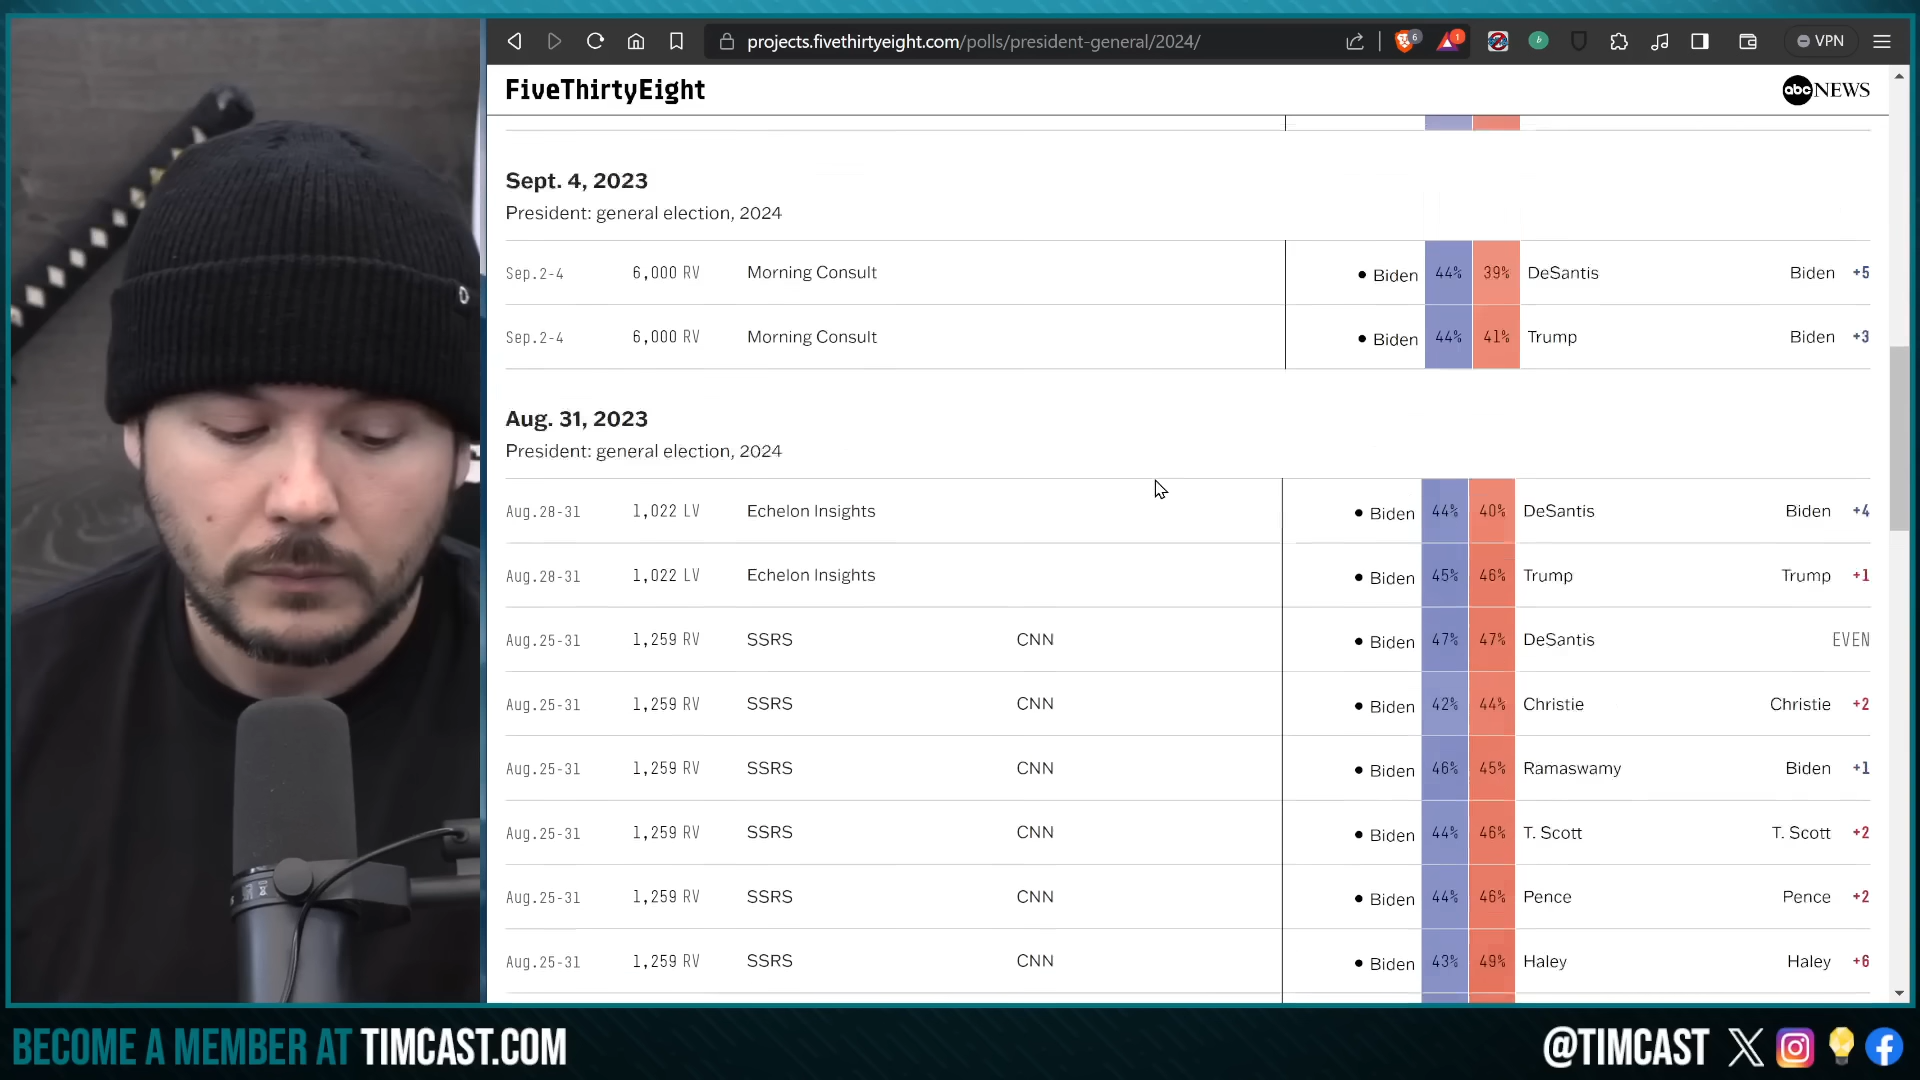 projects.fivethirtyeight.com/polls/president-general/2024/
6
1
VPN
FiveThirtyEight
abc NEWS
Sept. 4, 2023
President: general election, 2024
Sep.2-4 6,000 RV Morning Consult Biden 44% 39% DeSantis Biden +5
Sep.2-4 6,000 RV Morning Consult Biden 44% 41% Trump Biden +3
Aug. 31, 2023
President: general election, 2024
Aug.28-31 1,022 LV Echelon Insights Biden 44% 40% DeSantis Biden +4
Aug.28-31 1,022 LV Echelon Insights Biden 45% 46% Trump Trump +1
Aug.25-31 1,259 RV SSRS CNN Biden 47% 47% DeSantis EVEN
Aug.25-31 1,259 RV SSRS CNN Biden 42% 44% Christie Christie +2
Aug.25-31 1,259 RV SSRS CNN Biden 46% 45% Ramaswamy Biden +1
Aug.25-31 1,259 RV SSRS CNN Biden 44% 46% T. Scott T. Scott +2
Aug.25-31 1,259 RV SSRS CNN Biden 44% 46% Pence Pence +2
Aug.25-31 1,259 RV SSRS CNN Biden 43% 49% Haley Haley +6
BECOME A MEMBER AT TIMCAST.COM
@TIMCAST